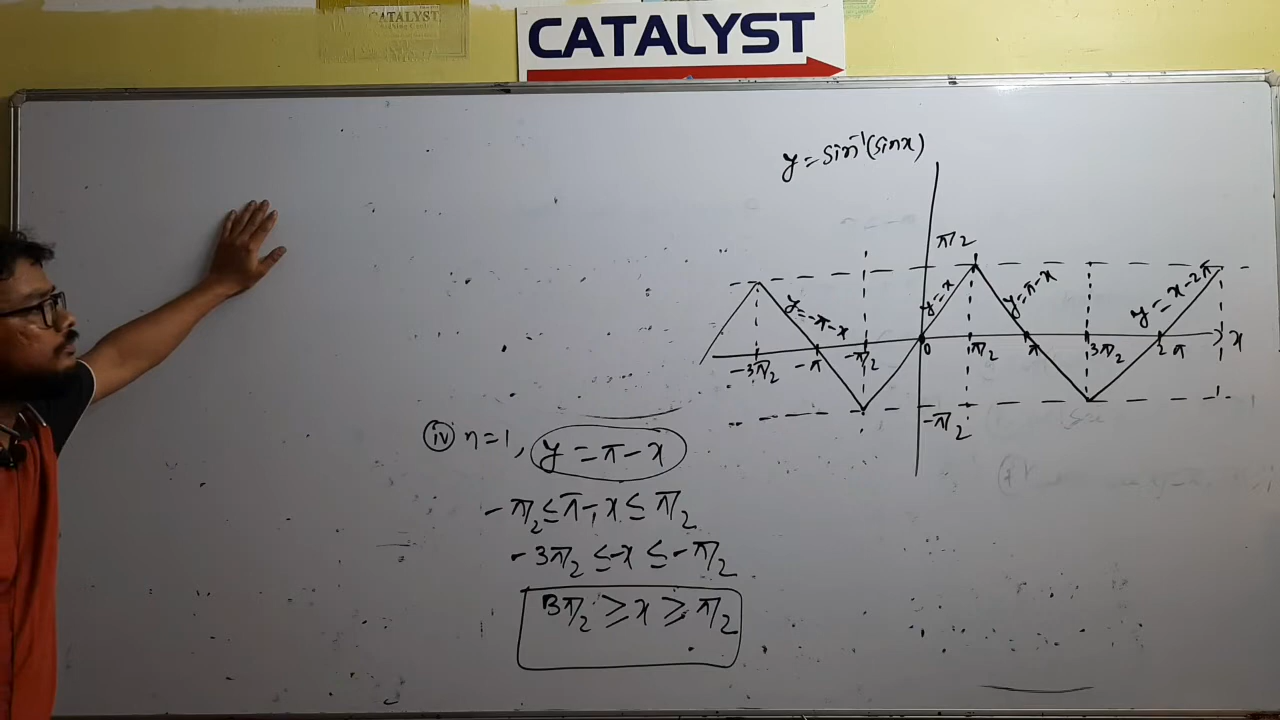 CATALYST
CATALYST
y = sin⁻¹(sin x)
π/2
y = -π-x
y = x
y = π-x
y = x-2π
-3π/2 -π -π/2 0 π/2 π 3π/2 2π x
-π/2
(iv) n=1, y = π-x
-π/2 ≤ π-x ≤ π/2
-3π/2 ≤ -x ≤ -π/2
3π/2 ≥ x ≥ π/2